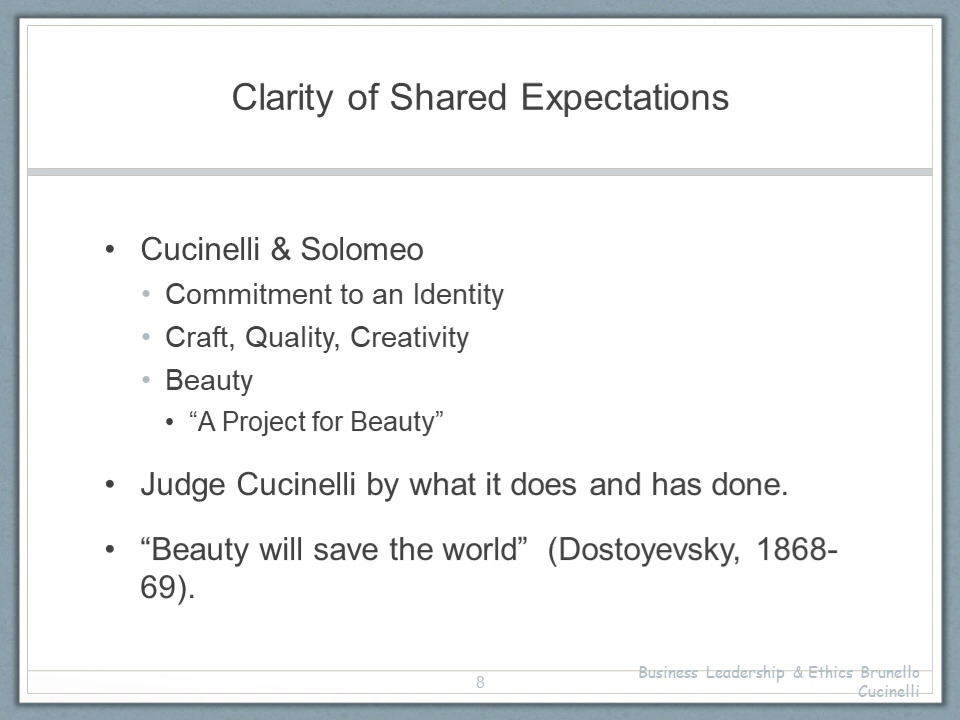 Clarity of Shared Expectations
• Cucinelli & Solomeo
• Commitment to an Identity
• Craft, Quality, Creativity
• Beauty
• “A Project for Beauty”
• Judge Cucinelli by what it does and has done.
• “Beauty will save the world”  (Dostoyevsky, 1868-
69).
8
Business Leadership & Ethics Brunello
Cucinelli